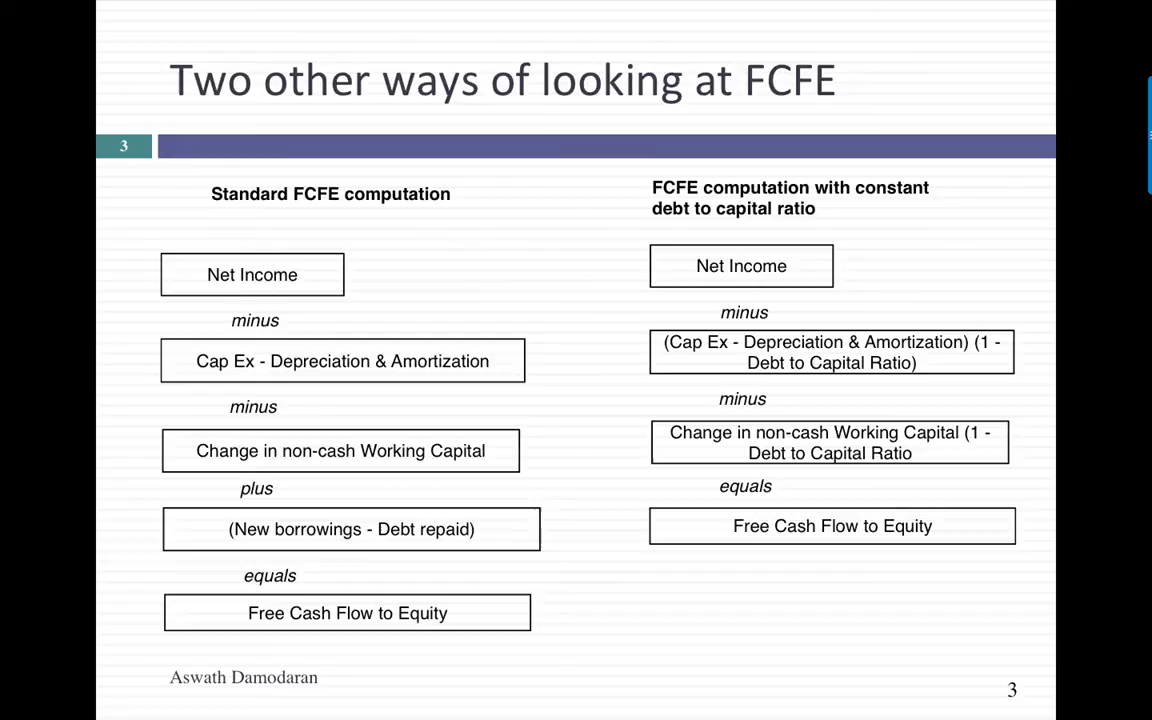 Two other ways of looking at FCFE
3
Standard FCFE computation
Net Income
minus
Cap Ex - Depreciation & Amortization
minus
Change in non-cash Working Capital
plus
(New borrowings - Debt repaid)
equals
Free Cash Flow to Equity
FCFE computation with constant
debt to capital ratio
Net Income
minus
(Cap Ex - Depreciation & Amortization) (1 -
Debt to Capital Ratio)
minus
Change in non-cash Working Capital (1 -
Debt to Capital Ratio
equals
Free Cash Flow to Equity
Aswath Damodaran
3